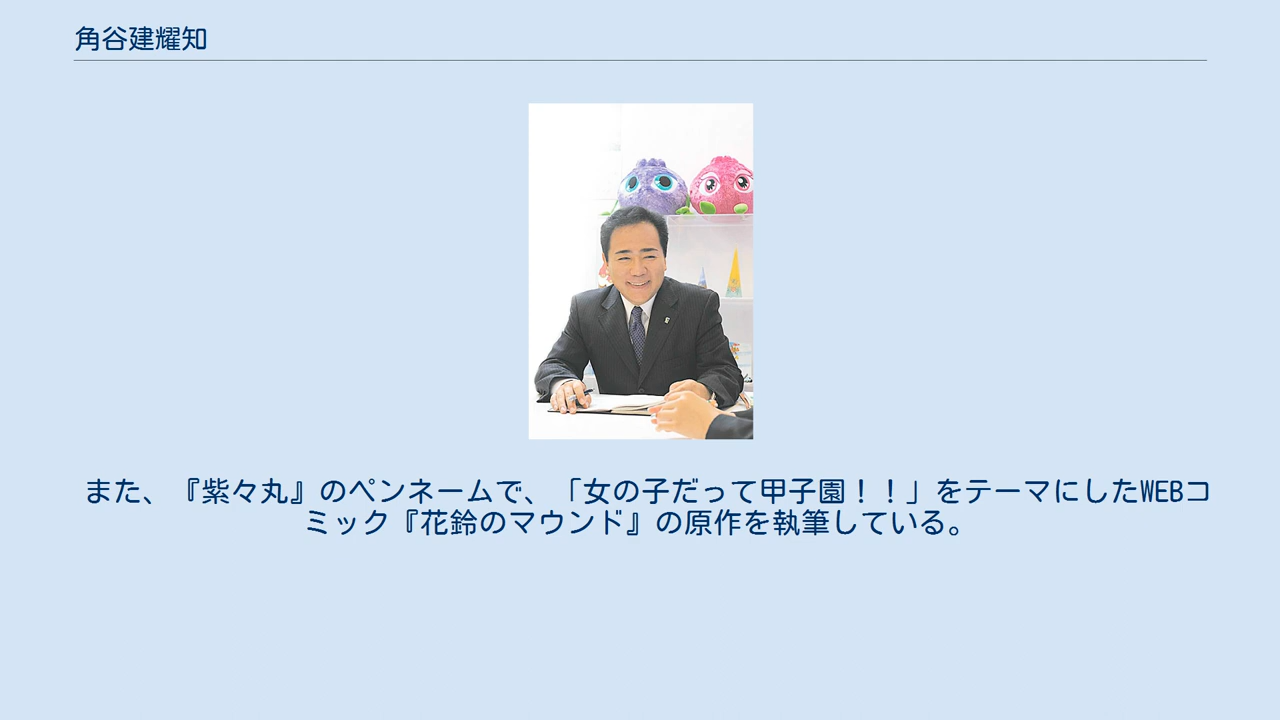 角谷建耀知
また、『紫々丸』のペンネームで、「女の子だって甲子園！！」をテーマにしたWEBコ
ミック『花鈴のマウンド』の原作を執筆している。